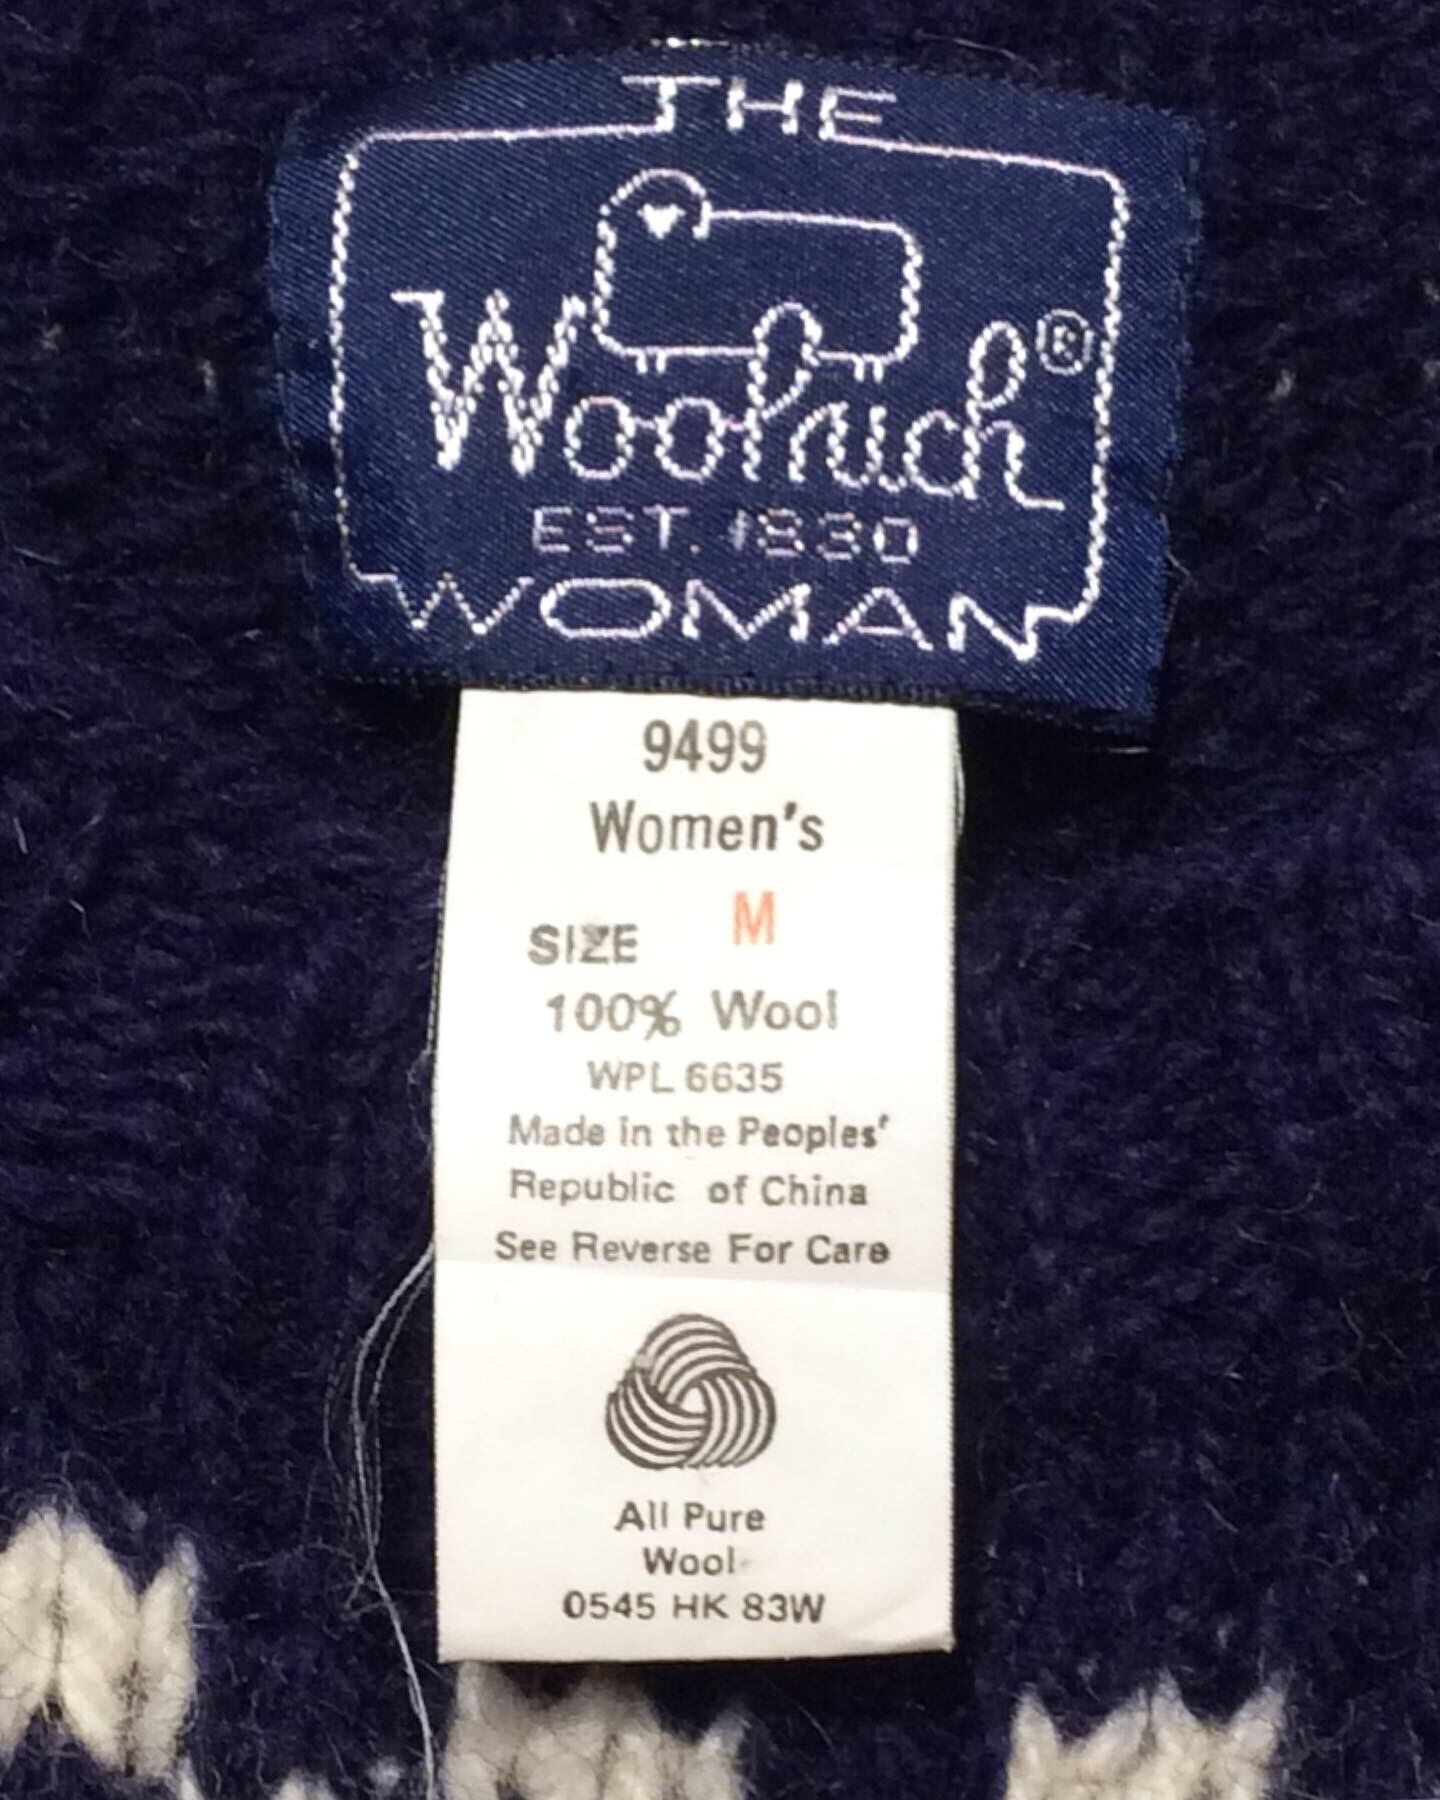 THE
Woolrich®
EST. 1830
WOMAN
9499
Women's
SIZE M
100% Wool
WPL 6635
Made in the Peoples'
Republic of China
See Reverse For Care
All Pure
Wool
0545 HK 83W